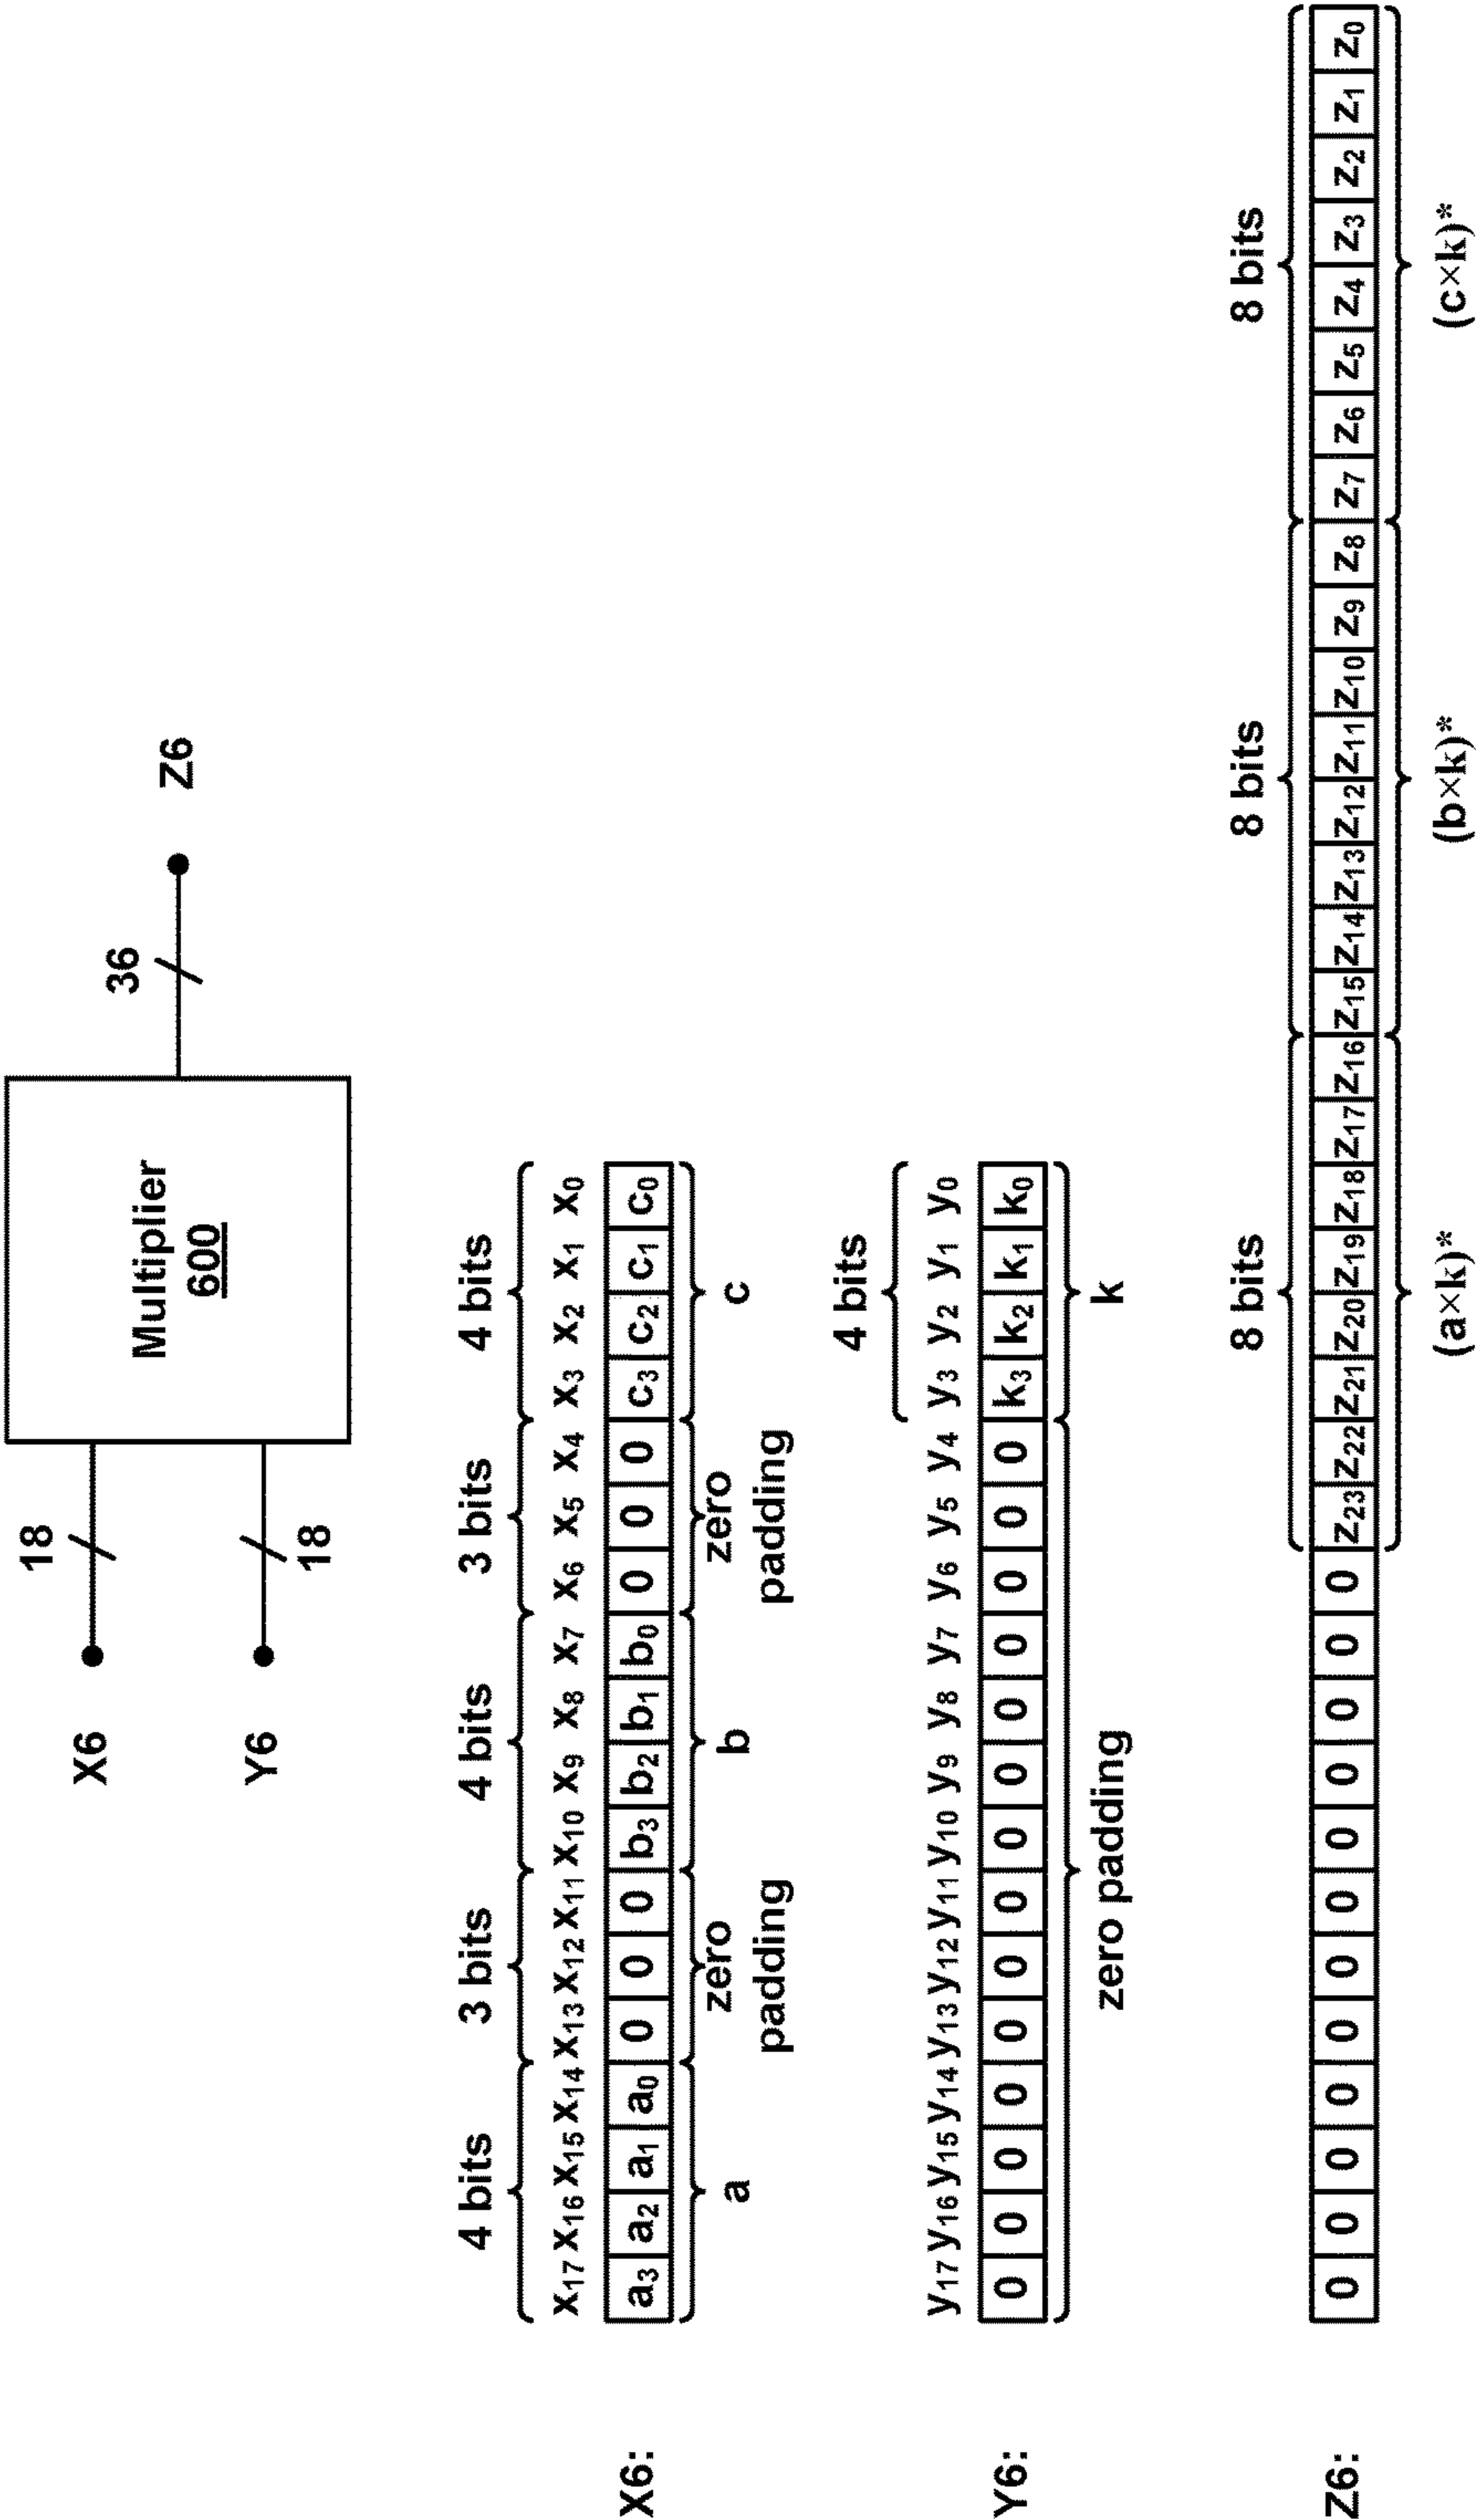 18
36
X6
Multiplier
Z6
600
Y6
18
4 bits 3 bits 4 bits 3 bits 4 bits
x₁₇ x₁₆ x₁₅ x₁₄ x₁₃ x₁₂ x₁₁ x₁₀ x₉ x₈ x₇ x₆ x₅ x₄ x₃ x₂ x₁ x₀
X6: a₃ a₂ a₁ a₀ 0 0 0 b₃ b₂ b₁ b₀ 0 0 0 c₃ c₂ c₁ c₀
a zero b zero c
padding padding
4 bits
y₁₇ y₁₆ y₁₅ y₁₄ y₁₃ y₁₂ y₁₁ y₁₀ y₉ y₈ y₇ y₆ y₅ y₄ y₃ y₂ y₁ y₀
Y6: 0 0 0 0 0 0 0 0 0 0 0 0 0 0 k₃ k₂ k₁ k₀
zero padding k
8 bits 8 bits 8 bits
Z6: 0 0 0 0 0 0 0 0 0 0 0 0 z₂₃ z₂₂ z₂₁ z₂₀ z₁₉ z₁₈ z₁₇ z₁₆ z₁₅ z₁₄ z₁₃ z₁₂ z₁₁ z₁₀ z₉ z₈ z₇ z₆ z₅ z₄ z₃ z₂ z₁ z₀
(a×k)* (b×k)* (c×k)*